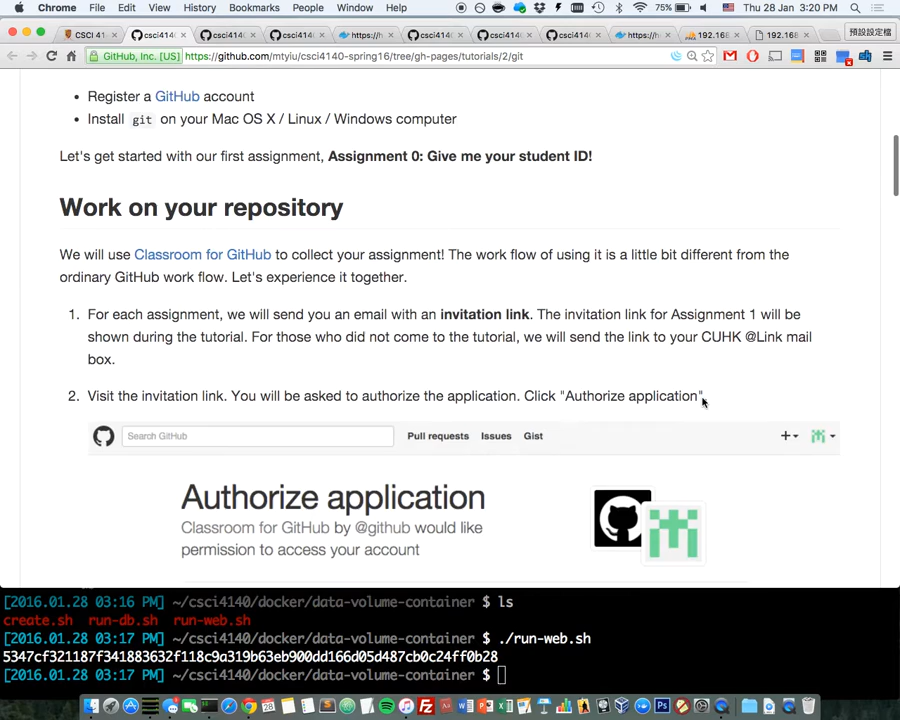 Chrome File Edit View History Bookmarks People Window Help 75% Thu 28 Jan 3:20 PM
CSCI 41 csci4140 csci4140 csci4140 https://h csci4140 csci4140 csci4140 https://h 192.168 192.168. 預設設定檔
GitHub, Inc. [US] https://github.com/mtyiu/csci4140-spring16/tree/gh-pages/tutorials/2/git
• Register a GitHub account
• Install git on your Mac OS X / Linux / Windows computer
Let's get started with our first assignment, Assignment 0: Give me your student ID!
Work on your repository
We will use Classroom for GitHub to collect your assignment! The work flow of using it is a little bit different from the
ordinary GitHub work flow. Let's experience it together.
1. For each assignment, we will send you an email with an invitation link. The invitation link for Assignment 1 will be
shown during the tutorial. For those who did not come to the tutorial, we will send the link to your CUHK @Link mail
box.
2. Visit the invitation link. You will be asked to authorize the application. Click "Authorize application"
Search GitHub Pull requests Issues Gist
Authorize application
Classroom for GitHub by @github would like
permission to access your account
[2016.01.28 03:16 PM] ~/csci4140/docker/data-volume-container $ ls
create.sh run-db.sh run-web.sh
[2016.01.28 03:17 PM] ~/csci4140/docker/data-volume-container $ ./run-web.sh
5347cf321187f341883632f118c9a319b63eb900dd166d05d487cb0c24ff0b28
[2016.01.28 03:17 PM] ~/csci4140/docker/data-volume-container $